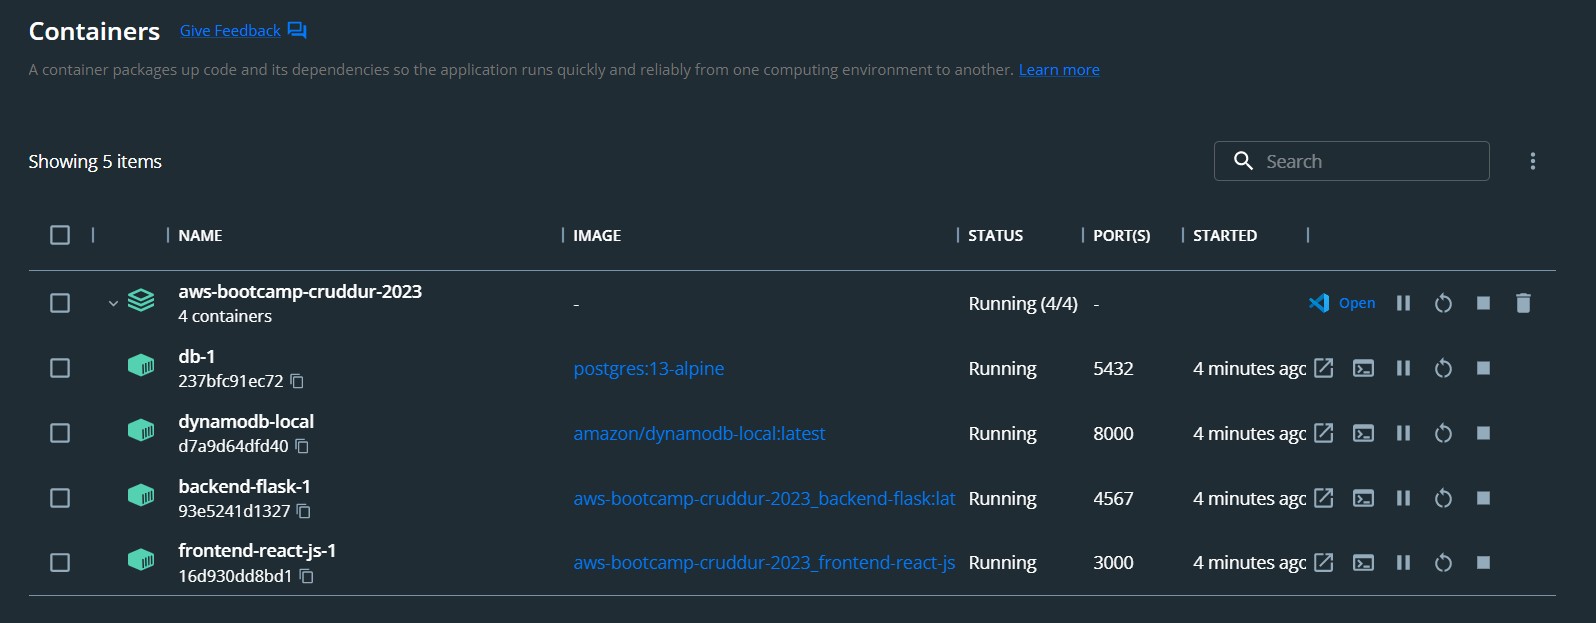 Containers Give Feedback
A container packages up code and its dependencies so the application runs quickly and reliably from one computing environment to another. Learn more
Showing 5 items
Search
NAME IMAGE STATUS PORT(S) STARTED
aws-bootcamp-cruddur-2023
4 containers
- Running (4/4) - Open
db-1
237bfc91ec72
postgres:13-alpine Running 5432 4 minutes ago
dynamodb-local
d7a9d64dfd40
amazon/dynamodb-local:latest Running 8000 4 minutes ago
backend-flask-1
93e5241d1327
aws-bootcamp-cruddur-2023_backend-flask:lat Running 4567 4 minutes ago
frontend-react-js-1
16d930dd8bd1
aws-bootcamp-cruddur-2023_frontend-react-js Running 3000 4 minutes ago